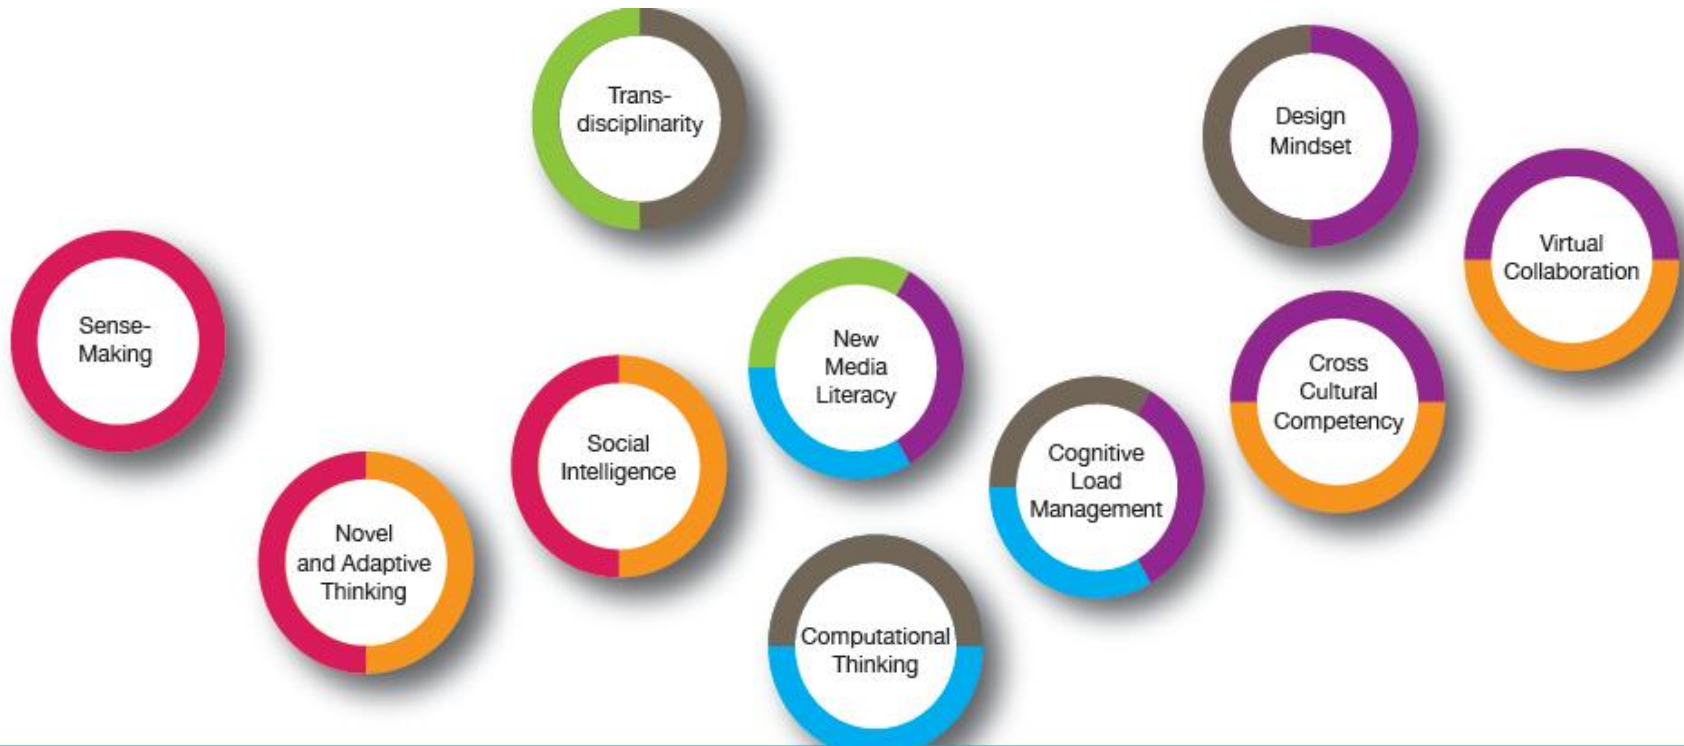 Trans-
disciplinarity
Design
Mindset
Virtual
Collaboration
Sense-
Making
New
Media
Literacy
Cross
Cultural
Competency
Social
Intelligence
Cognitive
Load
Management
Novel
and Adaptive
Thinking
Computational
Thinking